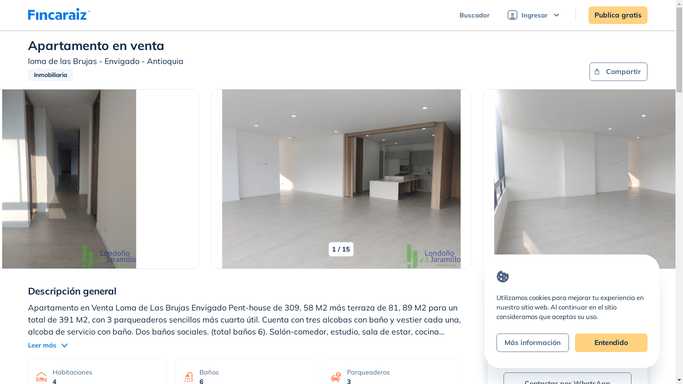 Fincaraiz
Buscador
Ingresar
Publica gratis
Apartamento en venta
loma de las Brujas - Envigado - Antioquia
Inmobiliaria
Compartir
Londoño
Jaramillo
1 / 15
Londoño
Jaramillo
Descripción general
Apartamento en Venta Loma de Las Brujas Envigado Pent-house de 309, 58 M2 más terraza de 81, 89 M2 para un
total de 391 M2, con 3 parqueaderos sencillos más cuarto útil. Cuenta con tres alcobas con baño y vestier cada una,
alcoba de servicio con baño. Dos baños sociales. (total baños 6). Salón-comedor, estudio, sala de estar, cocina...
Leer más
Habitaciones
4
Baños
6
Parqueaderos
3
Utilizamos cookies para mejorar tu experiencia en
nuestro sitio web. Al continuar en el sitio
consideramos que aceptas su uso.
Más información
Entendido
Contactar por WhatsApp